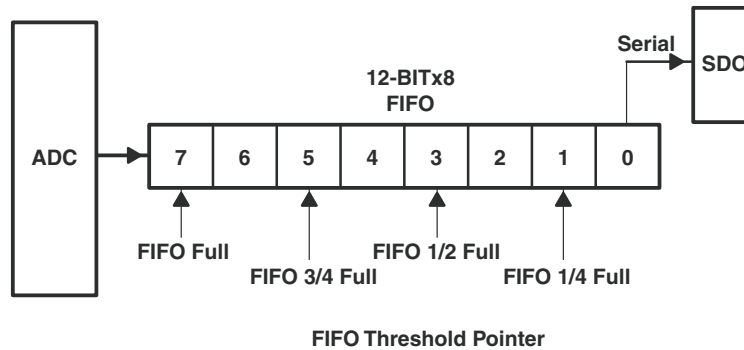 Serial
SDO
12-BITx8
FIFO
ADC
7 6 5 4 3 2 1 0
FIFO Full
FIFO 1/2 Full
FIFO 3/4 Full
FIFO 1/4 Full
FIFO Threshold Pointer